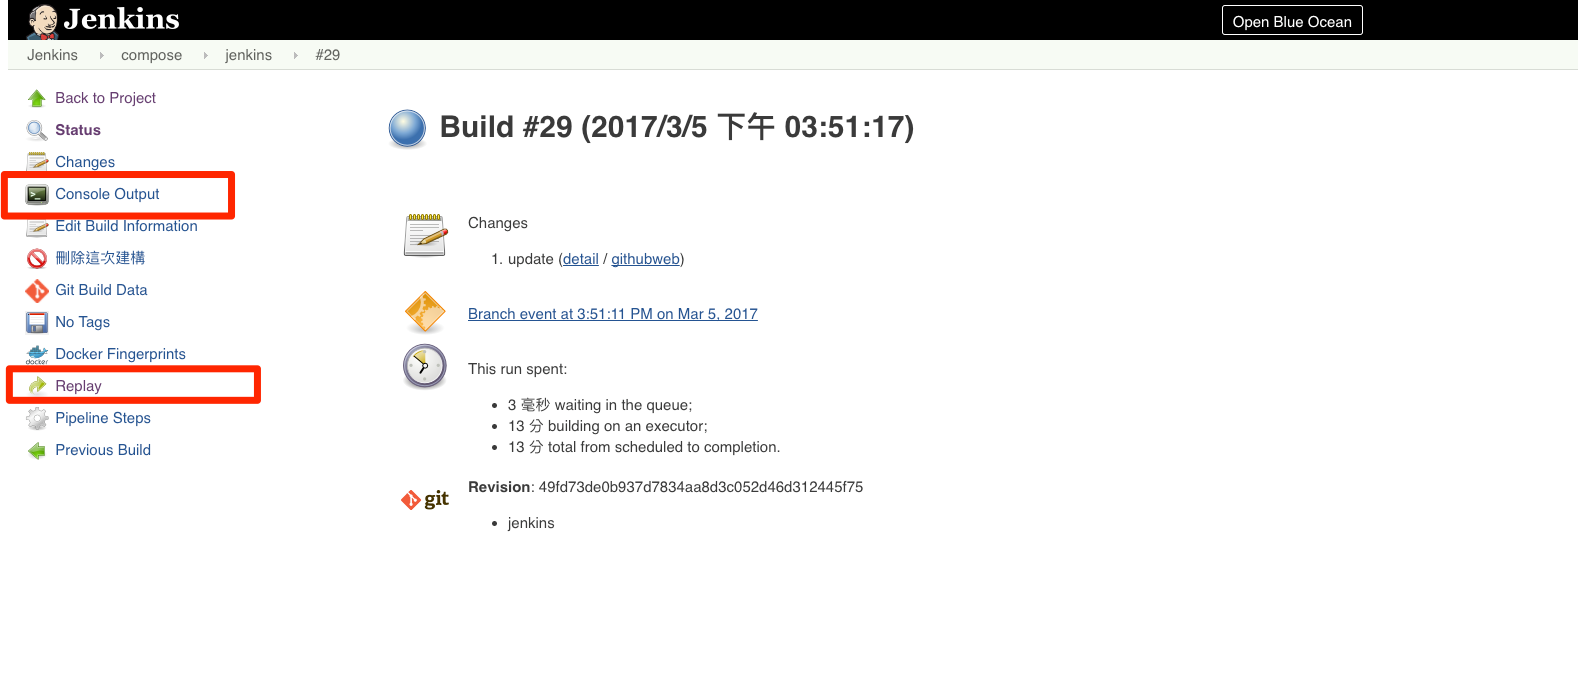 Jenkins
Open Blue Ocean
Jenkins compose jenkins #29
Back to Project
Status
Changes
Console Output
Edit Build Information
刪除這次建構
Git Build Data
No Tags
docker Docker Fingerprints
Replay
Pipeline Steps
Previous Build
Build #29 (2017/3/5 下午 03:51:17)
Changes
1. update (detail / githubweb)
Branch event at 3:51:11 PM on Mar 5, 2017
This run spent:
• 3 毫秒 waiting in the queue;
• 13 分 building on an executor;
• 13 分 total from scheduled to completion.
git
Revision: 49fd73de0b937d7834aa8d3c052d46d312445f75
• jenkins